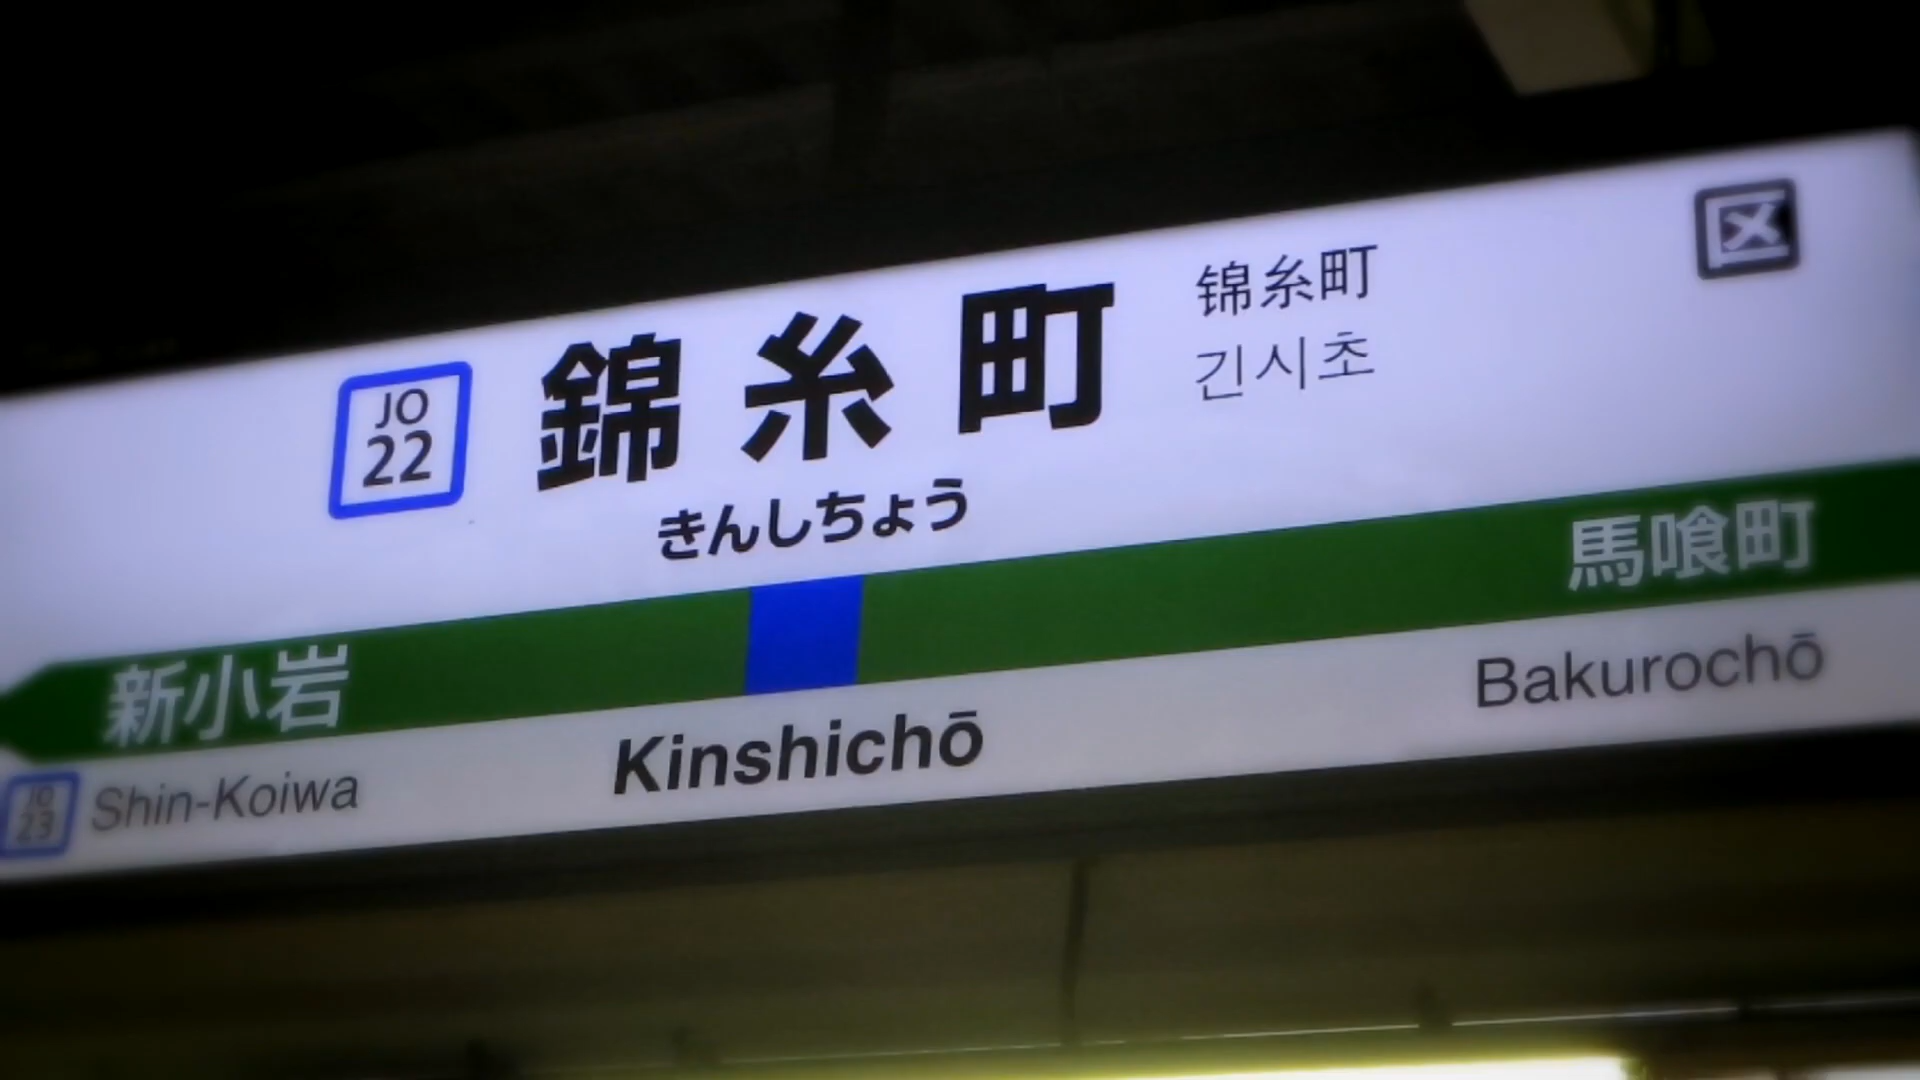 区
JO
22
錦糸町
锦糸町
긴시초
きんしちょう
新小岩
馬喰町
JO
23
Shin-Koiwa
Kinshichō
Bakurochō